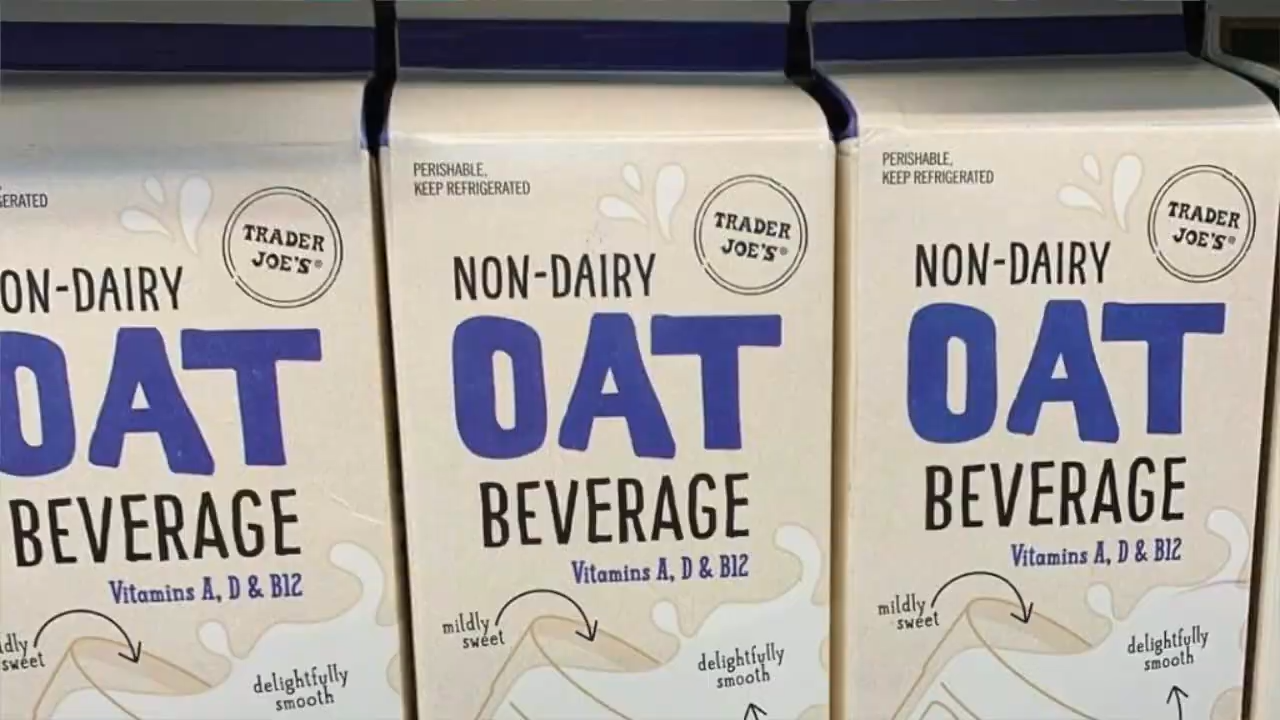 ERATED
TRADER
JOE'S®
ON-DAIRY
OAT
BEVERAGE
Vitamins A, D & B12
dly
sweet
delightfully
smooth
PERISHABLE,
KEEP REFRIGERATED
TRADER
JOE'S®
NON-DAIRY
OAT
BEVERAGE
Vitamins A, D & B12
mildly
sweet
delightfully
smooth
PERISHABLE,
KEEP REFRIGERATED
TRADER
JOE'S®
NON-DAIRY
OAT
BEVERAGE
Vitamins A, D & B12
mildly
sweet
delightfully
smooth